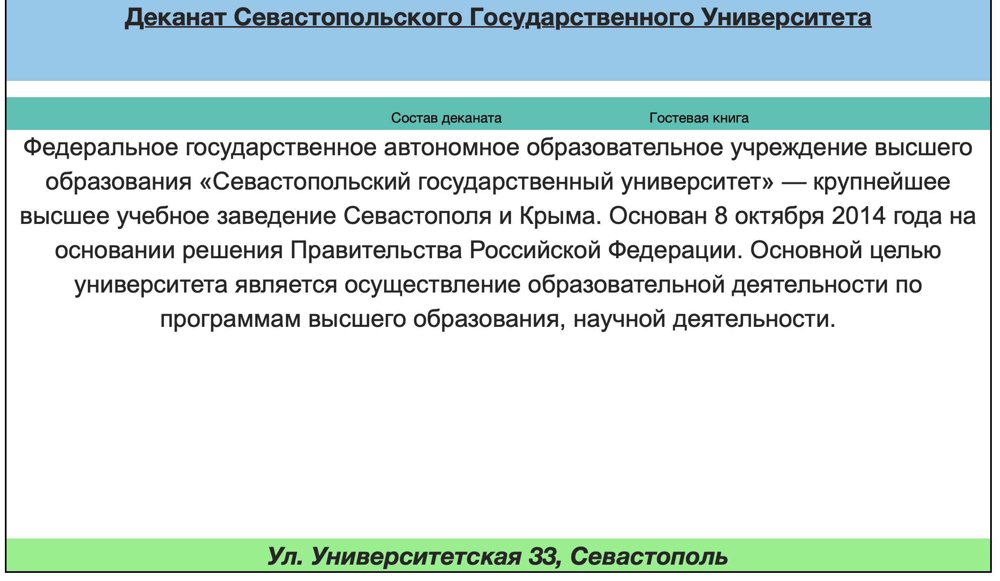 Деканат Севастопольского Государственного Университета
Состав деканата Гостевая книга
Федеральное государственное автономное образовательное учреждение высшего
образования «Севастопольский государственный университет» — крупнейшее
высшее учебное заведение Севастополя и Крыма. Основан 8 октября 2014 года на
основании решения Правительства Российской Федерации. Основной целью
университета является осуществление образовательной деятельности по
программам высшего образования, научной деятельности.
Ул. Университетская 33, Севастополь